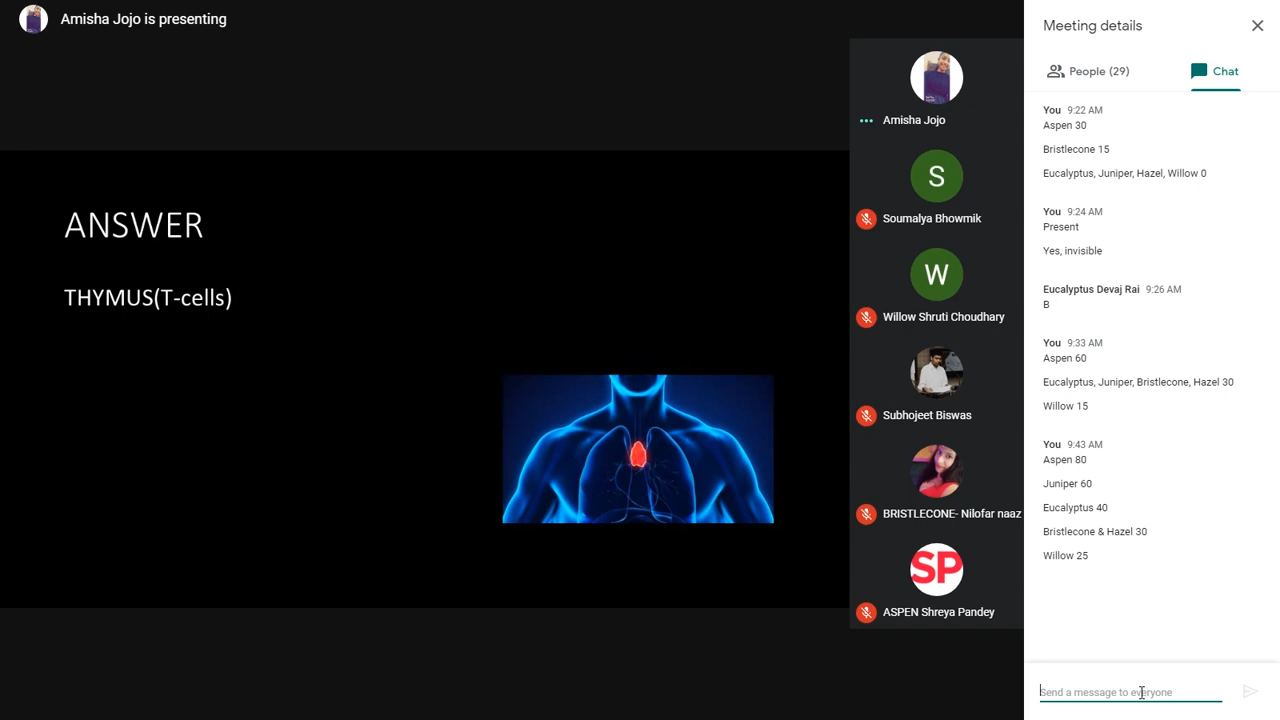 Amisha Jojo is presenting
ANSWER
THYMUS(T-cells)
Amisha Jojo
S
Soumalya Bhowmik
W
Willow Shruti Choudhary
Subhojeet Biswas
BRISTLECONE- Nilofar naaz
SP
ASPEN Shreya Pandey
Meeting details
People (29)
Chat
You 9:22 AM
Aspen 30
Bristlecone 15
Eucalyptus, Juniper, Hazel, Willow 0
You 9:24 AM
Present
Yes, invisible
Eucalyptus Devaj Rai 9:26 AM
B
You 9:33 AM
Aspen 60
Eucalyptus, Juniper, Bristlecone, Hazel 30
Willow 15
You 9:43 AM
Aspen 80
Juniper 60
Eucalyptus 40
Bristlecone & Hazel 30
Willow 25
Send a message to everyone